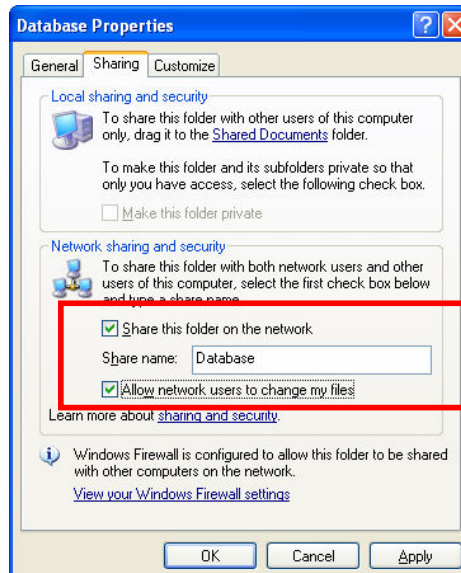 Database Properties
General Sharing Customize
Local sharing and security
To share this folder with other users of this computer
only, drag it to the Shared Documents folder.
To make this folder and its subfolders private so that
only you have access, select the following check box.
Make this folder private
Network sharing and security
To share this folder with both network users and other
users of this computer, select the first check box below
and type a share name.
Share this folder on the network
Share name: Database
Allow network users to change my files
Learn more about sharing and security.
Windows Firewall is configured to allow this folder to be shared
with other computers on the network.
View your Windows Firewall settings
OK Cancel Apply